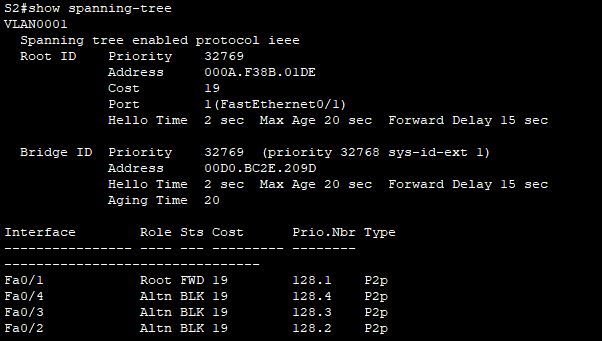 S2#show spanning-tree
VLAN0001
  Spanning tree enabled protocol ieee
  Root ID    Priority    32769
             Address     000A.F38B.01DE
             Cost        19
             Port        1(FastEthernet0/1)
             Hello Time  2 sec  Max Age 20 sec  Forward Delay 15 sec

  Bridge ID  Priority    32769  (priority 32768 sys-id-ext 1)
             Address     00D0.BC2E.209D
             Hello Time  2 sec  Max Age 20 sec  Forward Delay 15 sec
             Aging Time  20

Interface        Role Sts Cost      Prio.Nbr Type
---------------- ---- --- --------- --------
--------------------------------
Fa0/1            Root FWD 19        128.1    P2p
Fa0/4            Altn BLK 19        128.4    P2p
Fa0/3            Altn BLK 19        128.3    P2p
Fa0/2            Altn BLK 19        128.2    P2p